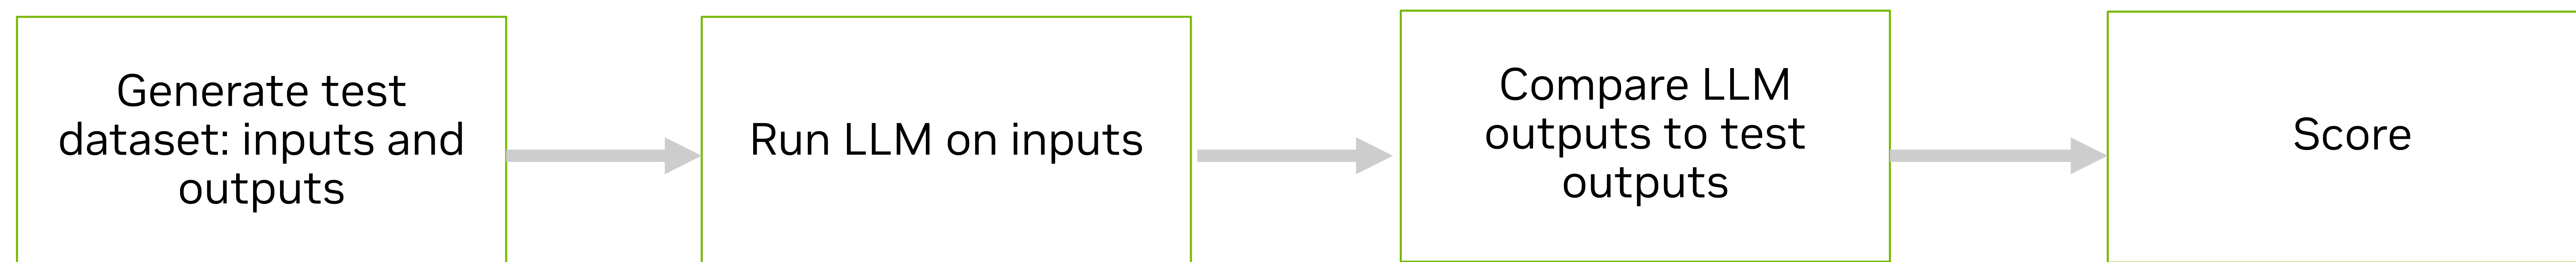 Generate test
dataset: inputs and
outputs
Run LLM on inputs
Compare LLM
outputs to test
outputs
Score